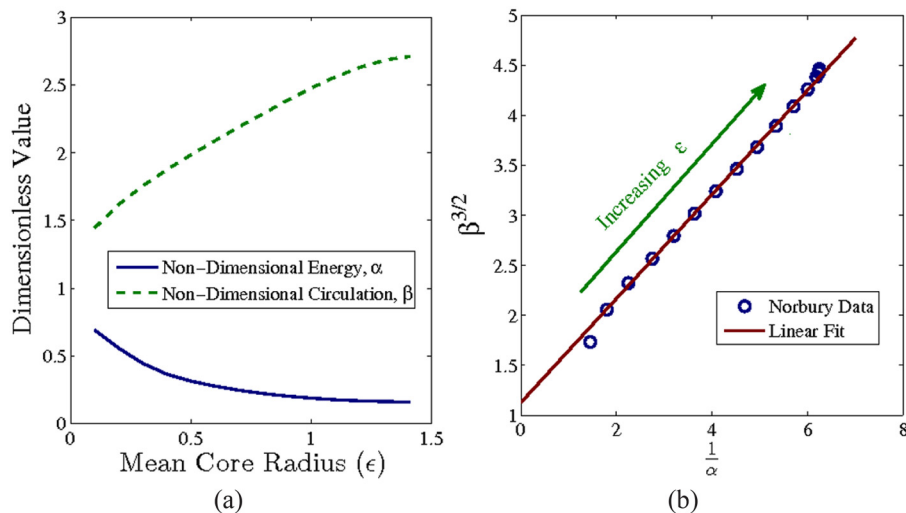 3
2.5
2
1.5
1
0.5
0
0
0.5
1
1.5
Dimensionless Value
Non-Dimensional Energy, α
Non-Dimensional Circulation, β
Mean Core Radius (ϵ)
(a)
5
4.5
4
3.5
3
2.5
2
1.5
1
0
2
4
6
8
β^{3/2}
Increasing ε
Norbury Data
Linear Fit
1/α
(b)